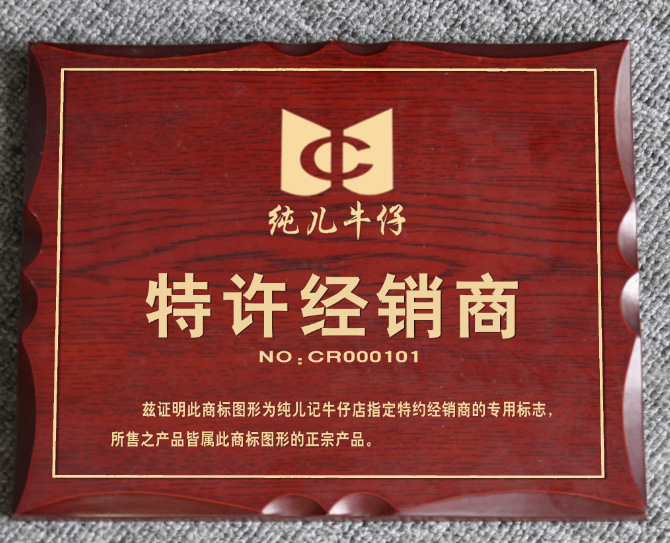 纯儿牛仔
特许经销商
NO:CR000101
兹证明此商标图形为纯儿记牛仔店指定特约经销商的专用标志,
所售之产品皆属此商标图形的正宗产品。